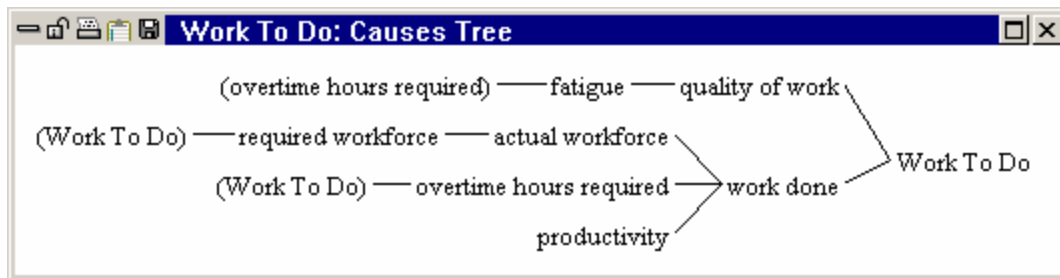 Work To Do: Causes Tree
(overtime hours required) fatigue quality of work
(Work To Do) required workforce actual workforce
Work To Do
(Work To Do) overtime hours required work done
productivity